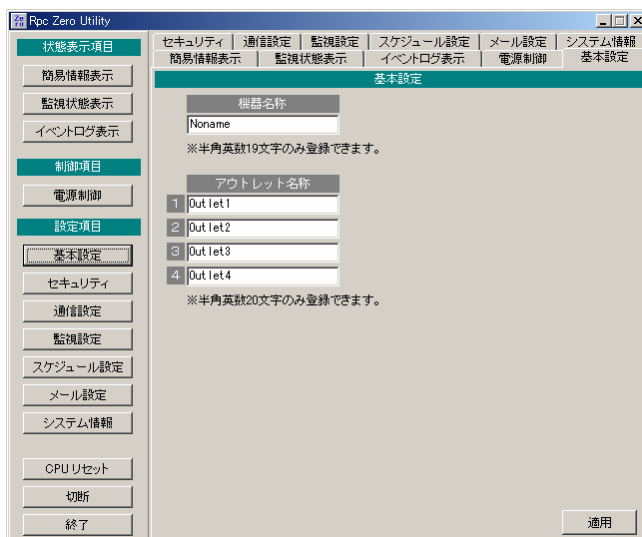 Rpc Zero Utility
状態表示項目
簡易情報表示
監視状態表示
イベントログ表示
制御項目
電源制御
設定項目
基本設定
セキュリティ
通信設定
監視設定
スケジュール設定
メール設定
システム情報
CPUリセット
切断
終了
セキュリティ 通信設定 監視設定 スケジュール設定 メール設定 システム情報
簡易情報表示 監視状態表示 イベントログ表示 電源制御 基本設定
基本設定
機器名称
Noname
※半角英数19文字のみ登録できます。
アウトレット名称
1 Outlet1
2 Outlet2
3 Outlet3
4 Outlet4
※半角英数20文字のみ登録できます。
適用